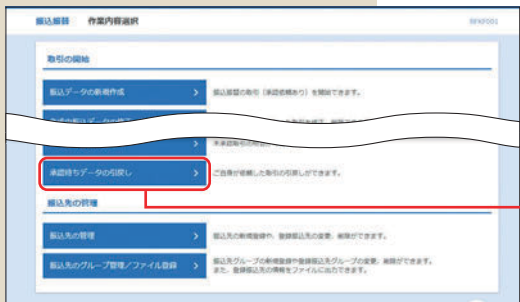 振込振替 作業内容選択
BFKF001
取引の開始
振込データの新規作成
振込振替の取引（承認依頼あり）を開始できます。
承認待ちデータの引戻し
ご自身が依頼した取引の引戻しができます。
振込先の管理
振込先の管理
振込先の新規登録や、登録振込先の変更、削除ができます。
振込先のグループ管理／ファイル登録
振込先グループの新規登録や登録振込先グループの変更、削除ができます。
また、登録振込先の情報をファイルに出力できます。